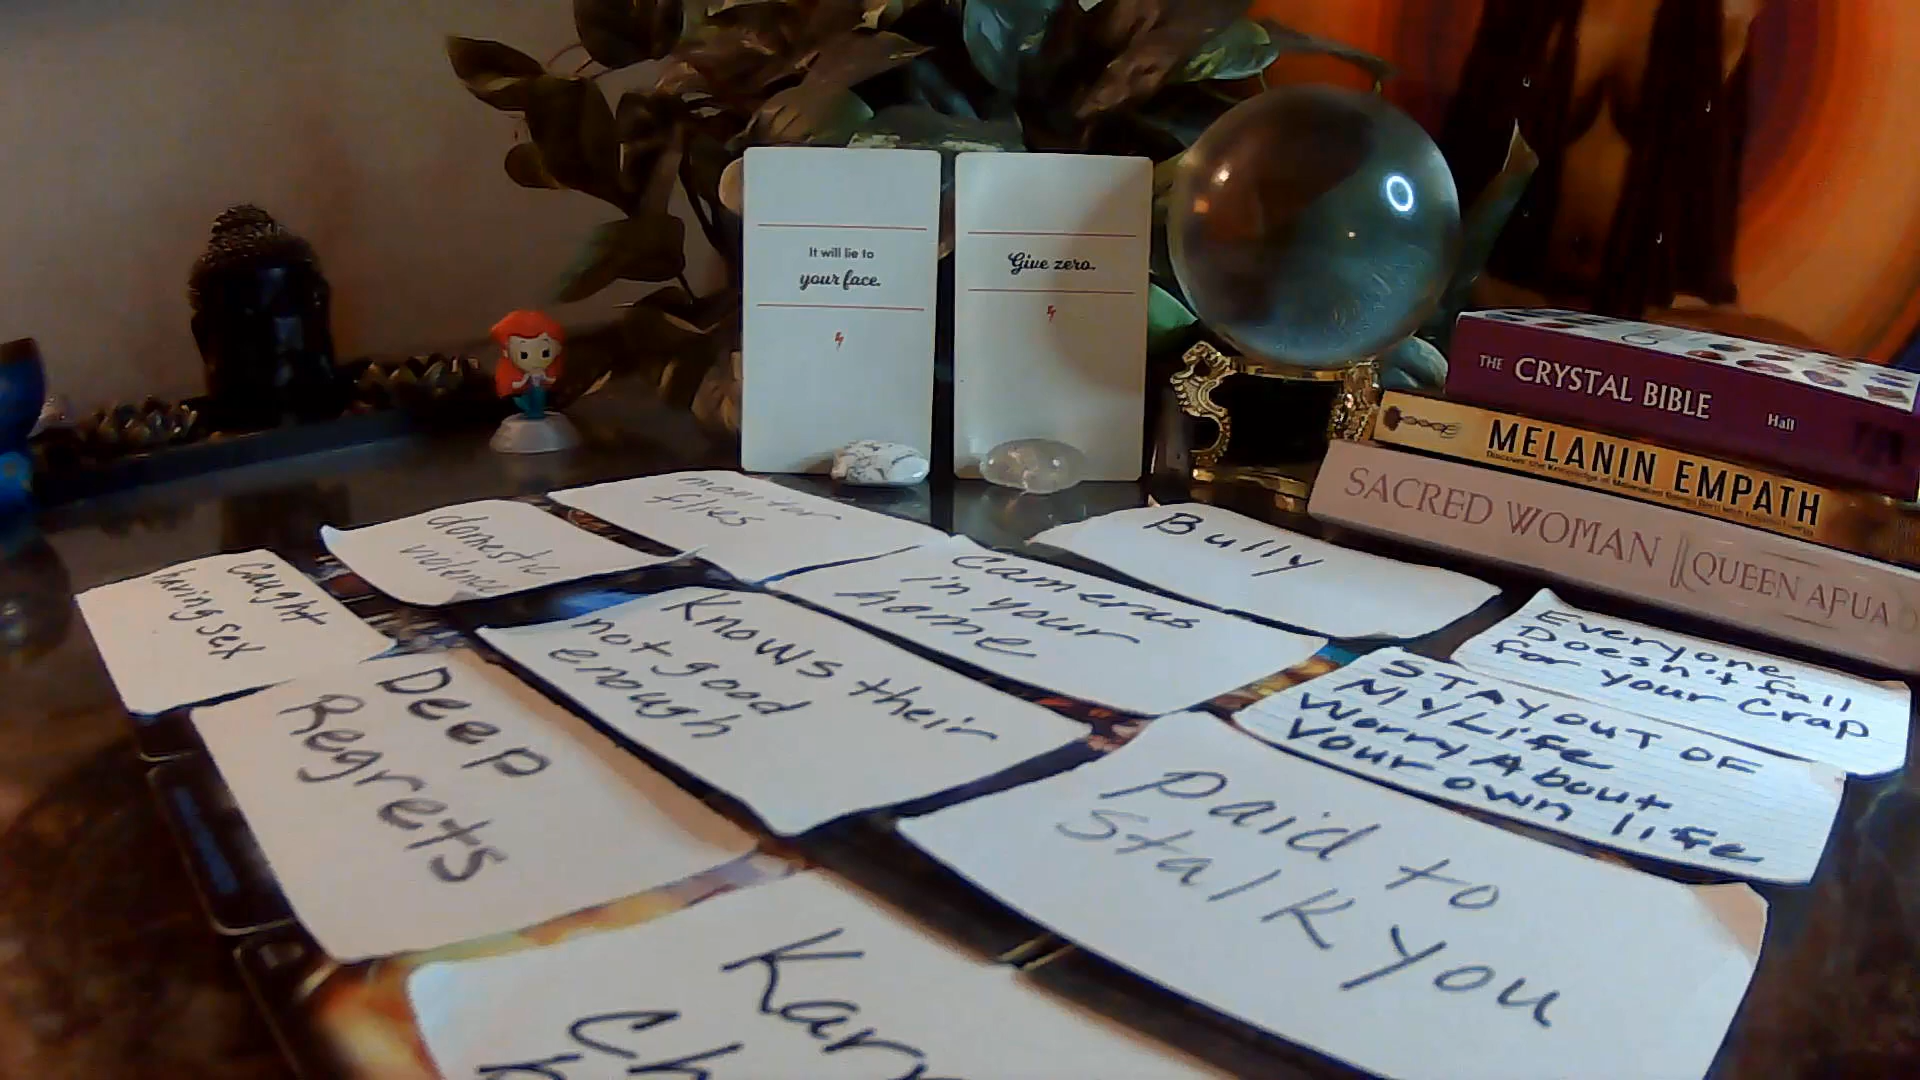 It will lie to
your face.
Give zero.
THE CRYSTAL BIBLE Hall
MELANIN EMPATH
SACRED WOMAN QUEEN AFUA
monitor
flies
domestic
violence
caught
having sex
Bully
Cameras
in your
home
Knows their
not good
enough
Everyone
Doesn't fall
for your Crap
STAY OUT OF
My Life
Worry About
Your own life
Deep
Regrets
Paid to
Stalk You